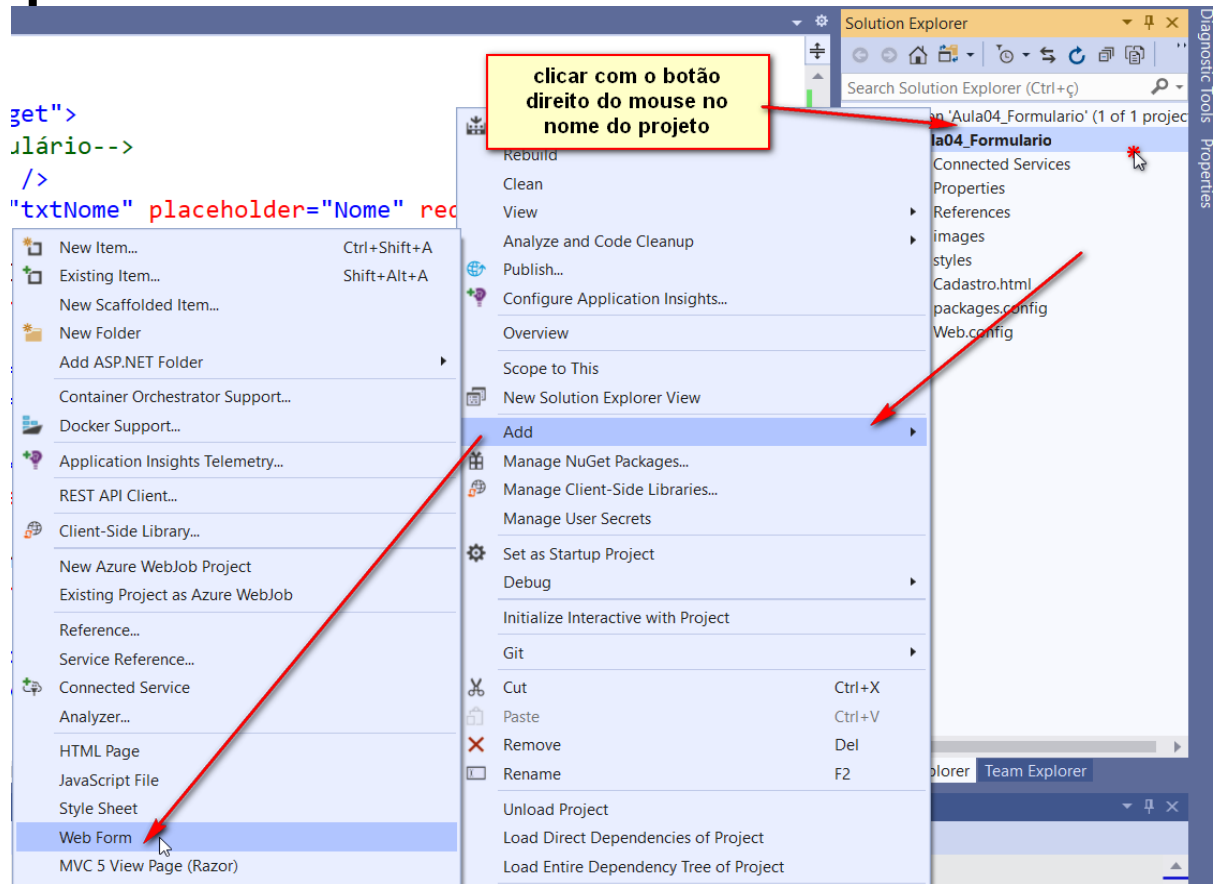 Solution Explorer
Search Solution Explorer (Ctrl+ç)
'Aula04_Formulario' (1 of 1 projec
la04_Formulario
Connected Services
Properties
References
images
styles
Cadastro.html
packages.config
Web.config
Diagnostic Tools
Properties
clicar com o botão
direito do mouse no
nome do projeto
get">
ulário-->
/>
"txtNome" placeholder="Nome" req
Rebuild
Clean
View
Analyze and Code Cleanup
Publish...
Configure Application Insights...
Overview
Scope to This
New Solution Explorer View
Add
Manage NuGet Packages...
Manage Client-Side Libraries...
Manage User Secrets
Set as Startup Project
Debug
Initialize Interactive with Project
Git
Cut Ctrl+X
Paste Ctrl+V
Remove Del
Rename F2
Unload Project
Load Direct Dependencies of Project
Load Entire Dependency Tree of Project
New Item... Ctrl+Shift+A
Existing Item... Shift+Alt+A
New Scaffolded Item...
New Folder
Add ASP.NET Folder
Container Orchestrator Support...
Docker Support...
Application Insights Telemetry...
REST API Client...
Client-Side Library...
New Azure WebJob Project
Existing Project as Azure WebJob
Reference...
Service Reference...
Connected Service
Analyzer...
HTML Page
JavaScript File
Style Sheet
Web Form
MVC 5 View Page (Razor)
plorer Team Explorer